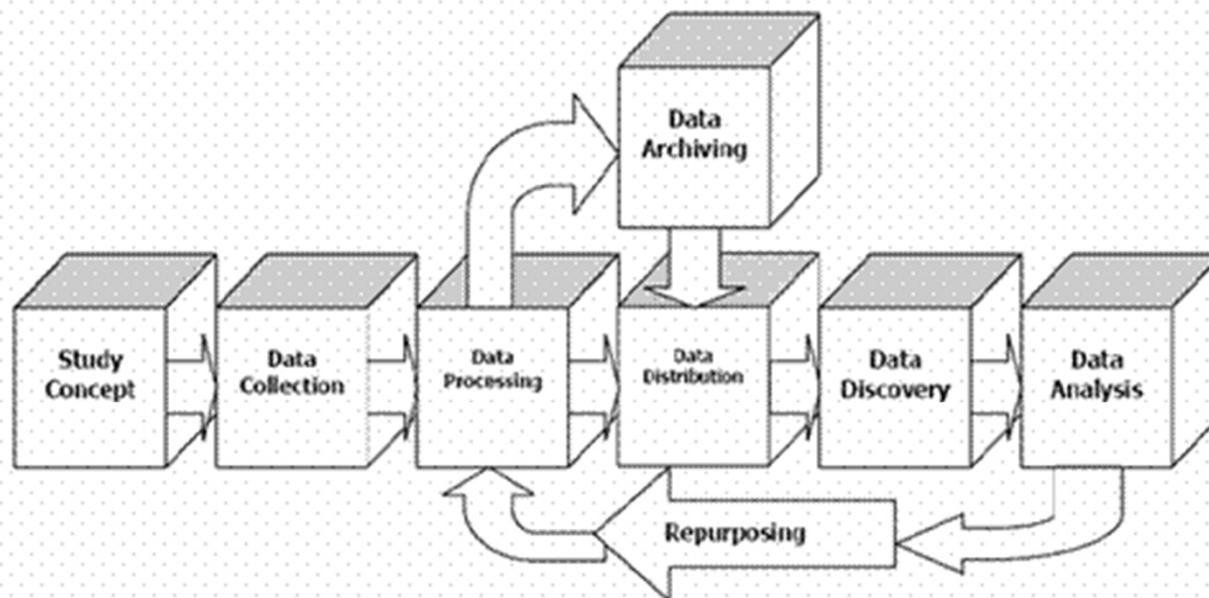 Data
Archiving
Study
Concept
Data
Collection
Data
Processing
Data
Distribution
Data
Discovery
Data
Analysis
Repurposing